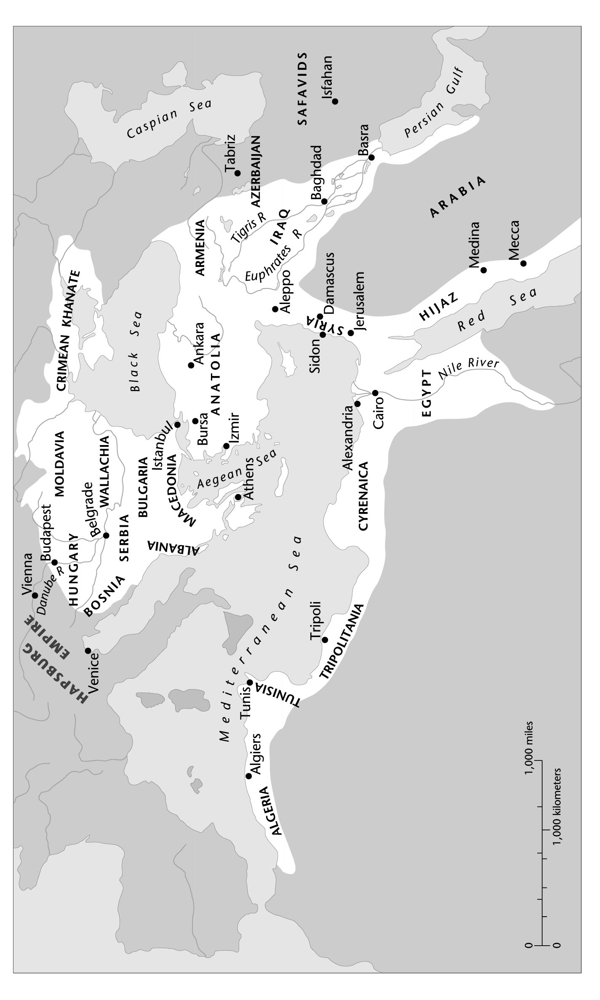 HAPSBURG
EMPIRE
Vienna
Danube R
Budapest
HUNGARY
Venice
BOSNIA
Belgrade
SERBIA
MOLDAVIA
WALLACHIA
BULGARIA
ALBANIA
MACEDONIA
CRIMEAN KHANATE
Black Sea
Caspian Sea
Istanbul
Bursa
Ankara
ANATOLIA
Izmir
Aegean Sea
Athens
ARMENIA
Tabriz
AZERBAIJAN
Tigris R
IRAQ
Euphrates R
Aleppo
SAFAVIDS
Isfahan
Baghdad
Basra
Persian Gulf
Damascus
SYRIA
Sidon
Jerusalem
ARABIA
Medina
Mecca
HIJAZ
Red Sea
Mediterranean Sea
Algiers
ALGERIA
Tunis
TUNISIA
Tripoli
TRIPOLITANIA
CYRENAICA
Alexandria
Cairo
EGYPT
Nile River
0 1,000 miles
0 1,000 kilometers